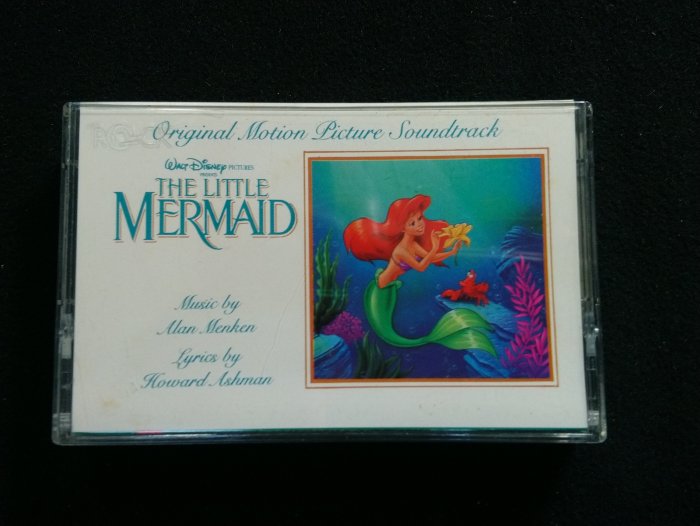 ROCK
Original Motion Picture Soundtrack
WALT DISNEY PICTURES
PRESENTS
THE LITTLE
MERMAID
Music by
Alan Menken
Lyrics by
Howard Ashman